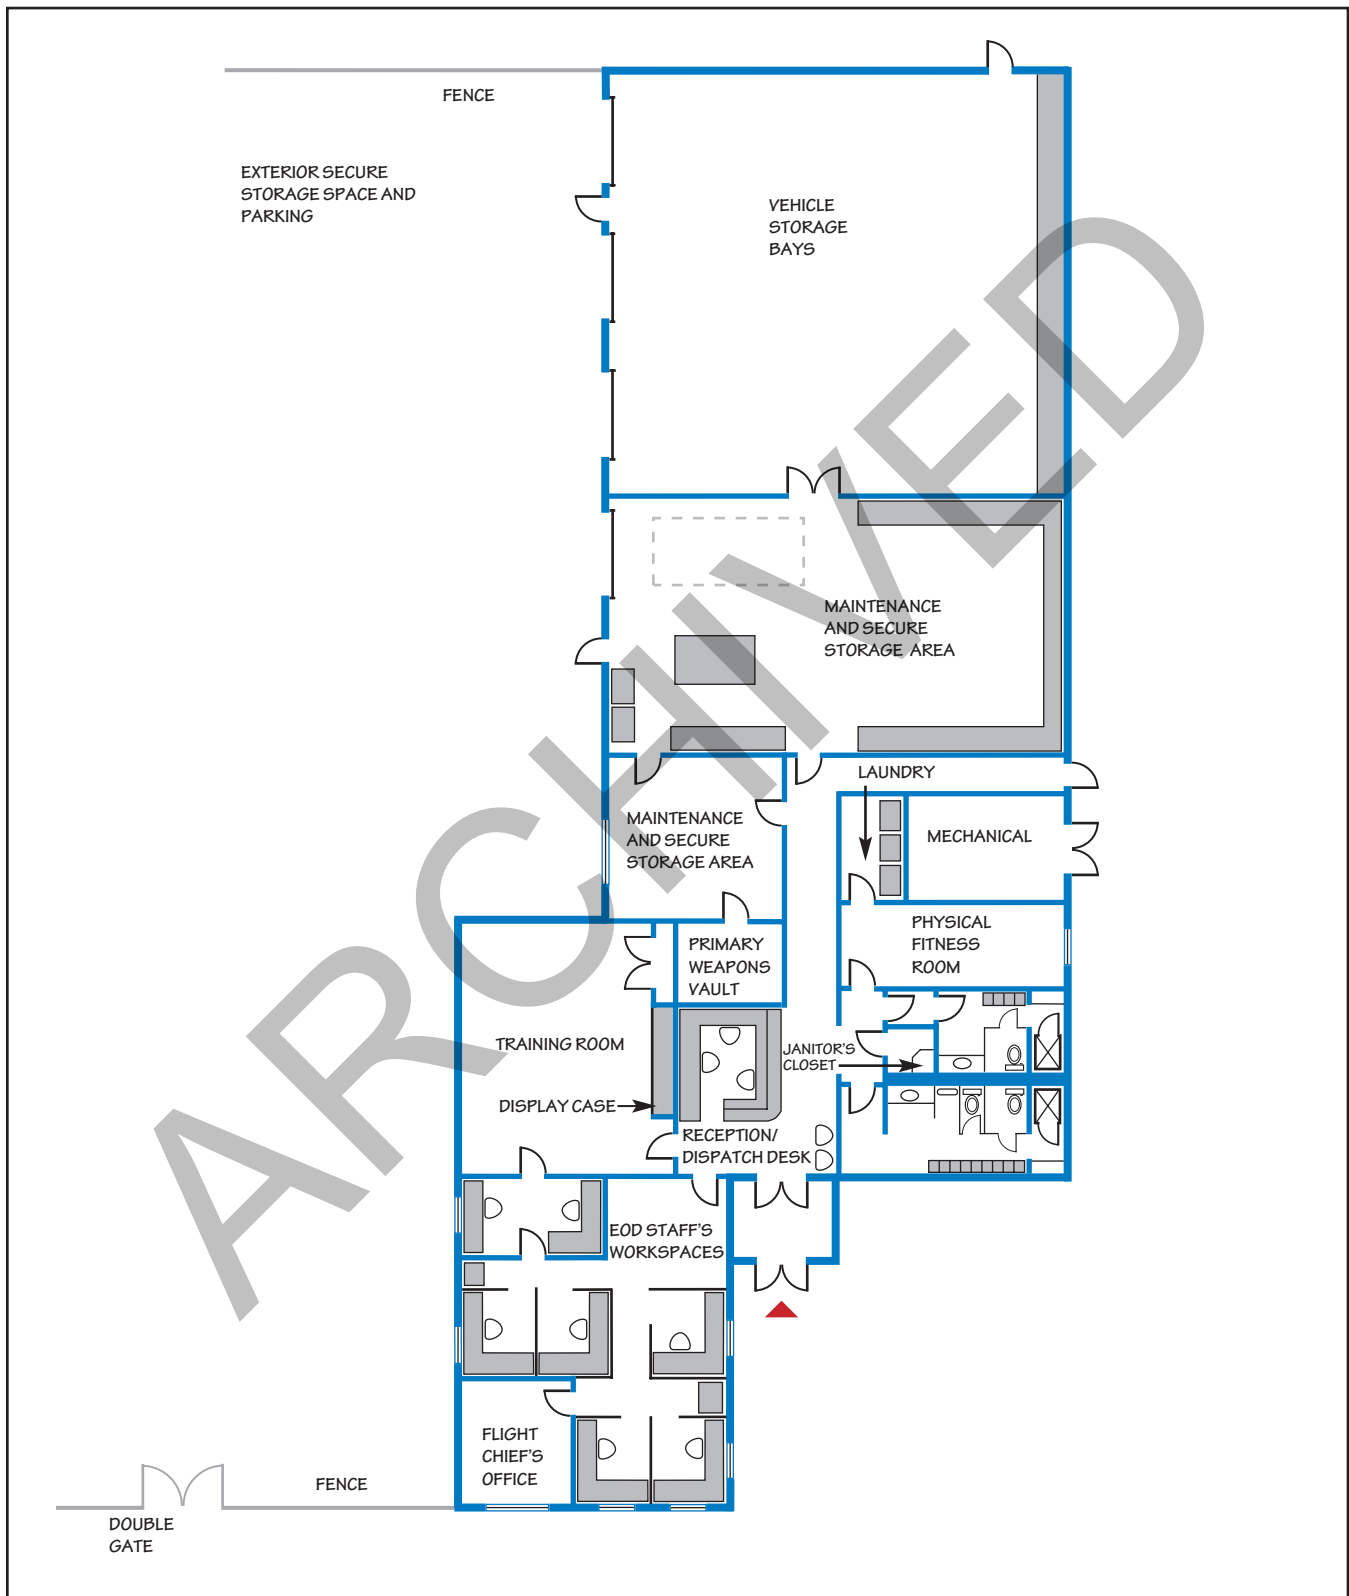 FENCE
EXTERIOR SECURE
STORAGE SPACE AND
PARKING
VEHICLE
STORAGE
BAYS
MAINTENANCE
AND SECURE
STORAGE AREA
LAUNDRY
MAINTENANCE
AND SECURE
STORAGE AREA
MECHANICAL
PHYSICAL
FITNESS
ROOM
PRIMARY
WEAPONS
VAULT
TRAINING ROOM
JANITOR'S
CLOSET
DISPLAY CASE
RECEPTION/
DISPATCH DESK
EOD STAFF'S
WORKSPACES
FLIGHT
CHIEF'S
OFFICE
FENCE
DOUBLE
GATE
ARCHIVED